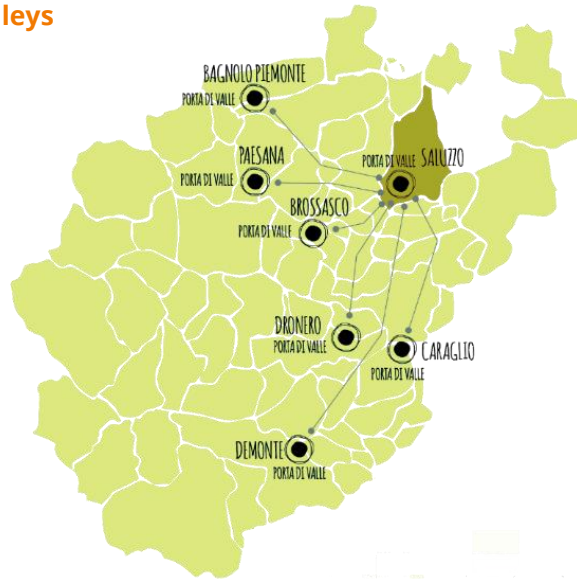 leys
BAGNOLO PIEMONTE
PORTA DI VALLE
PAESANA
PORTA DI VALLE
PORTA DI VALLE
SALUZZO
BROSSASCO
PORTA DI VALLE
DRONERO
PORTA DI VALLE
CARAGLIO
PORTA DI VALLE
DEMONTE
PORTA DI VALLE